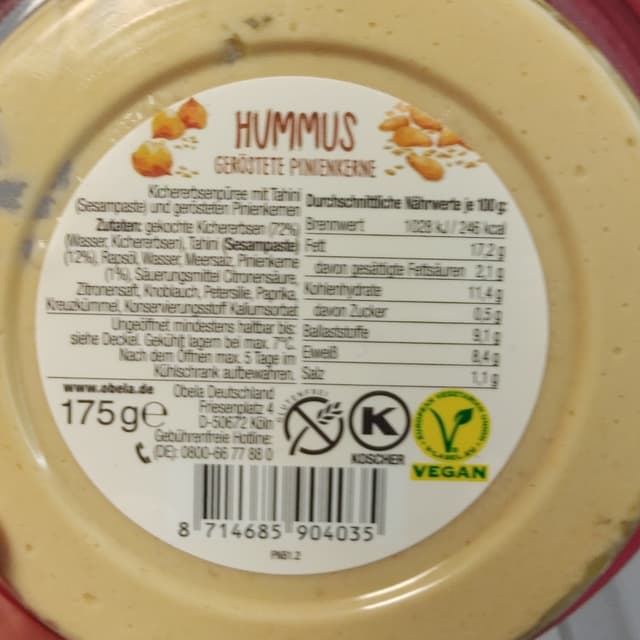 HUMMUS
GERÖSTETE PINIENKERNE
Kichererbsenpüree mit Tahini
(Sesampaste) und gerösteten Pinienkernen
Zutaten: gekochte Kichererbsen (72%)
(Wasser, Kichererbsen), Tahini (Sesampaste)
(12%), Rapsöl, Wasser, Meersalz, Pinienkerne
(1%), Säuerungsmittel Citronensäure,
Zitronensaft, Knoblauch, Petersilie, Paprika,
Kreuzkümmel, Konservierungsstoff Kaliumsorbat
Ungeöffnet mindestens haltbar bis:
siehe Deckel. Gekühlt lagern bei max. 7°C.
Nach dem Öffnen max. 5 Tage im
Kühlschrank aufbewahren.
Durchschnittliche Nährwerte je 100 g:
Brennwert 1028 kJ / 246 kcal
Fett 17,2 g
davon gesättigte Fettsäuren 2,1 g
Kohlenhydrate 11,4 g
davon Zucker 0,5 g
Ballaststoffe 9,1 g
Eiweiß 8,4 g
Salz 1,1 g
www.obela.de
175 g e
Obela Deutschland
Friesenplatz 4
D-50672 Köln
Gebührenfreie Hotline:
(DE): 0800-66 77 88 0
GLUTENFREI
K
KOSCHER
V
VEGAN
8 714685 904035